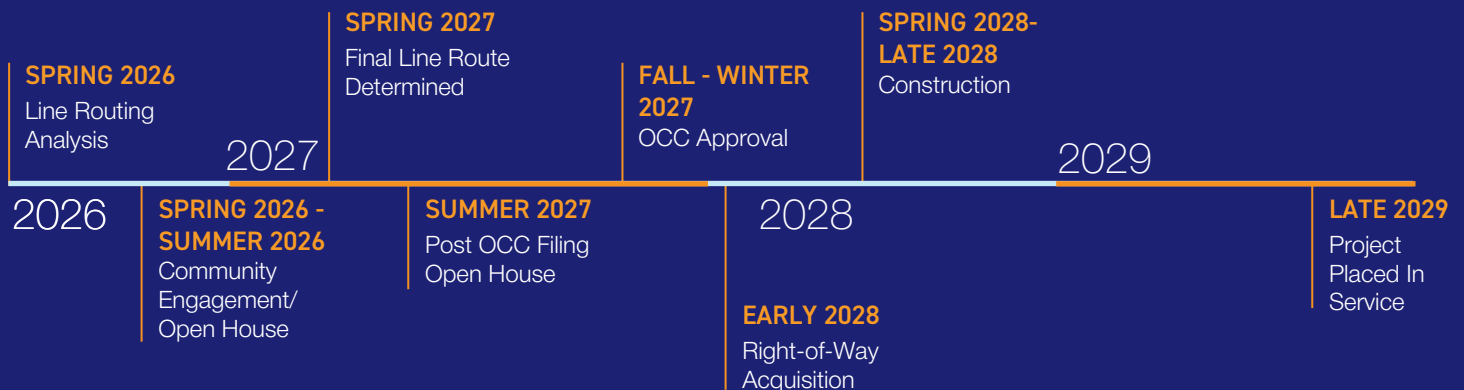 SPRING 2026
Line Routing
Analysis
2026
SPRING 2026 -
SUMMER 2026
Community
Engagement/
Open House
2027
SPRING 2027
Final Line Route
Determined
SUMMER 2027
Post OCC Filing
Open House
FALL - WINTER
2027
OCC Approval
EARLY 2028
Right-of-Way
Acquisition
2028
SPRING 2028-
LATE 2028
Construction
2029
LATE 2029
Project
Placed In
Service